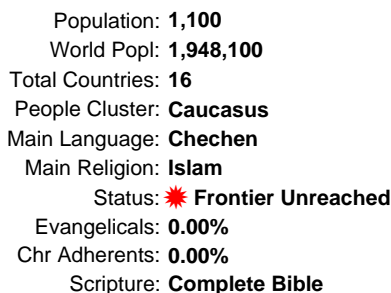 Population: 1,100
World Popl: 1,948,100
Total Countries: 16
People Cluster: Caucasus
Main Language: Chechen
Main Religion: Islam
Status: Frontier Unreached
Evangelicals: 0.00%
Chr Adherents: 0.00%
Scripture: Complete Bible